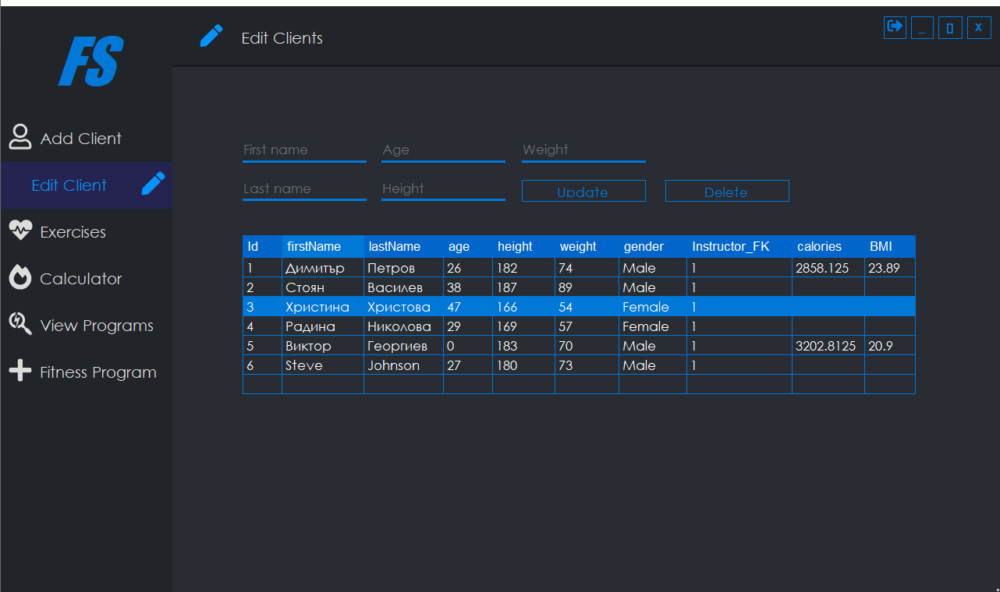 FS
Edit Clients
_ [] X
Add Client
Edit Client
Exercises
Calculator
View Programs
Fitness Program
First name Age Weight
Last name Height Update Delete
Id firstName lastName age height weight gender Instructor_FK calories BMI
1 Димитър Петров 26 182 74 Male 1 2858.125 23.89
2 Стоян Василев 38 187 89 Male 1
3 Христина Христова 47 166 54 Female 1
4 Радина Николова 29 169 57 Female 1
5 Виктор Георгиев 0 183 70 Male 1 3202.8125 20.9
6 Steve Johnson 27 180 73 Male 1